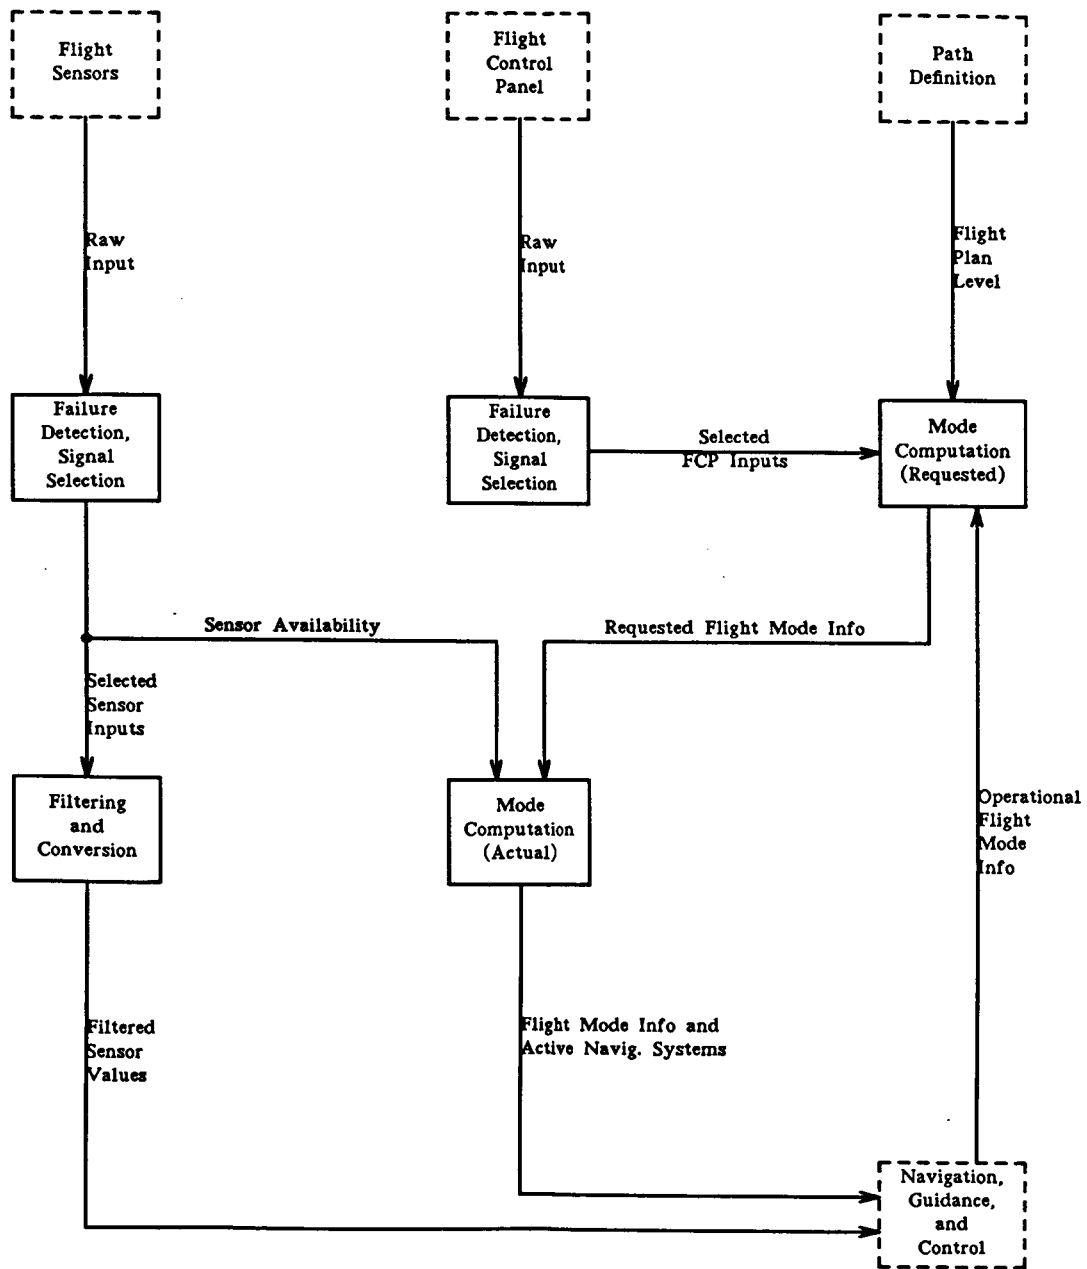 Flight
Sensors
Flight
Control
Panel
Path
Definition
Raw
Input
Raw
Input
Flight
Plan
Level
Failure
Detection,
Signal
Selection
Failure
Detection,
Signal
Selection
Selected
FCP Inputs
Mode
Computation
(Requested)
Sensor Availability
Requested Flight Mode Info
Selected
Sensor
Inputs
Filtering
and
Conversion
Mode
Computation
(Actual)
Operational
Flight
Mode
Info
Filtered
Sensor
Values
Flight Mode Info and
Active Navig. Systems
Navigation,
Guidance,
and
Control